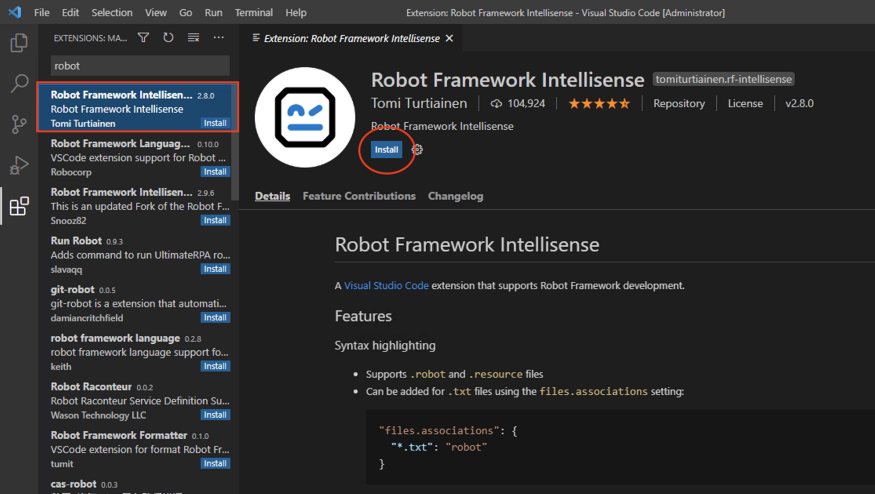 File Edit Selection View Go Run Terminal Help Extension: Robot Framework Intellisense - Visual Studio Code [Administrator]
EXTENSIONS: MA...
robot
Robot Framework Intellisen... 2.8.0
Robot Framework Intellisense
Tomi Turtiainen Install
Robot Framework Languag... 0.10.0
VSCode extension support for Robot ...
Robocorp Install
Robot Framework Intellisen... 2.9.6
This is an updated Fork of the Robot F...
Snooz82 Install
Run Robot 0.9.3
Adds command to run UltimateRPA ro...
slavaqq Install
git-robot 0.0.5
git-robot is a extension that automati...
damiancritchfield Install
robot framework language 0.2.8
robot framework language support fo...
keith Install
Robot Raconteur 0.0.2
Robot Raconteur Service Definition Su...
Wason Technology LLC Install
Robot Framework Formatter 0.1.0
VSCode extension for format Robot Fr...
turnit Install
cas-robot 0.0.3
Extension: Robot Framework Intellisense
Robot Framework Intellisense tomiturtiainen.rf-intellisense
Tomi Turtiainen 104,924 Repository License v2.8.0
Robot Framework Intellisense
Install
Details Feature Contributions Changelog
Robot Framework Intellisense
A Visual Studio Code extension that supports Robot Framework development.
Features
Syntax highlighting
• Supports .robot and .resource files
• Can be added for .txt files using the files.associations setting:
"files.associations": {
"*.txt": "robot"
}